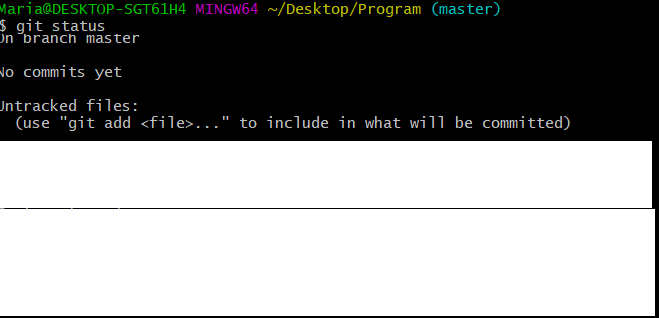 Maria@DESKTOP-SGT61H4 MINGW64 ~/Desktop/Program (master)
$ git status
On branch master
No commits yet
Untracked files:
(use "git add <file>..." to include in what will be committed)